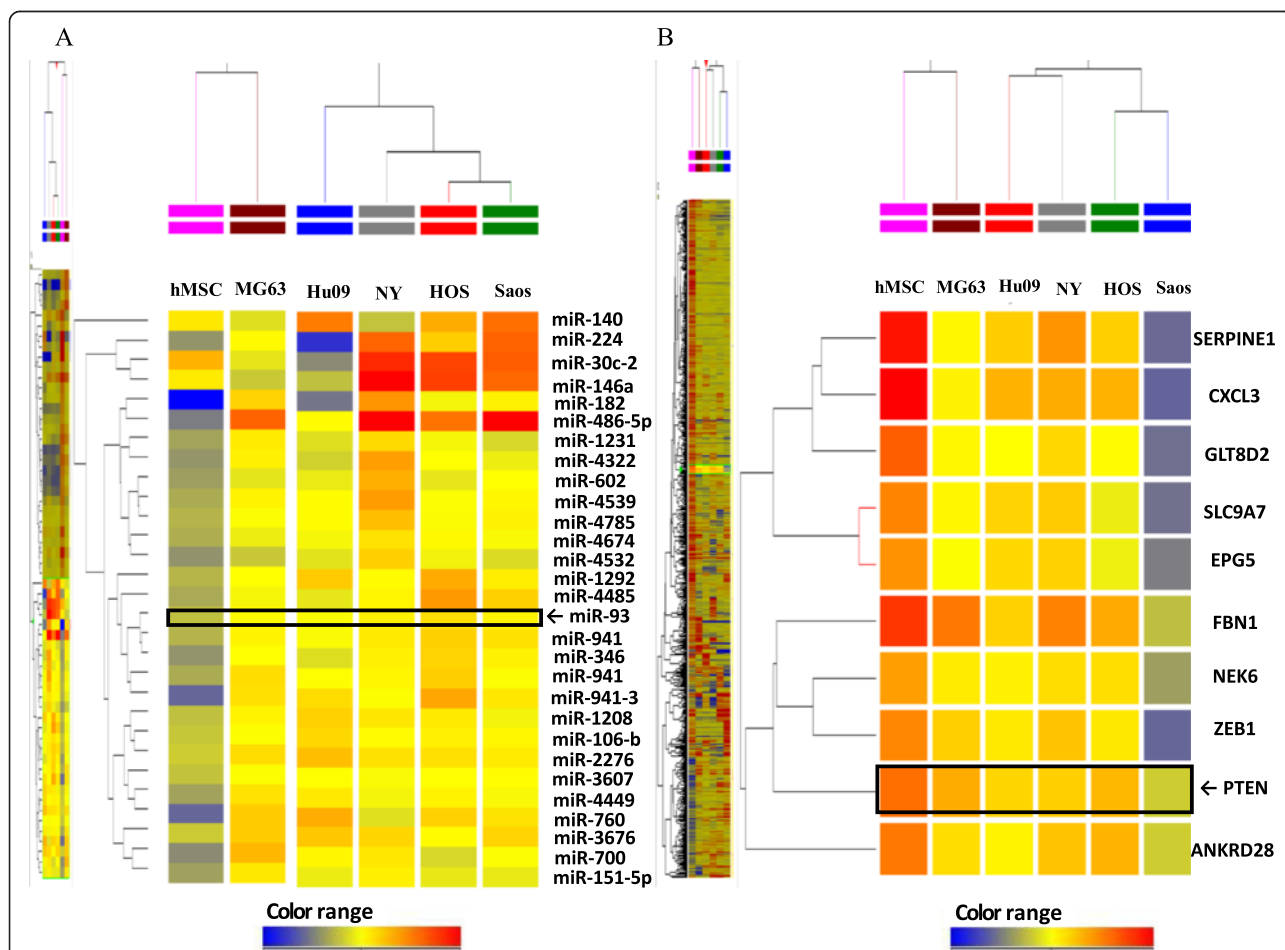 A
hMSC MG63 Hu09 NY HOS Saos
miR-140
miR-224
miR-30c-2
miR-146a
miR-182
miR-486-5p
miR-1231
miR-4322
miR-602
miR-4539
miR-4785
miR-4674
miR-4532
miR-1292
miR-4485
← miR-93
miR-941
miR-346
miR-941
miR-941-3
miR-1208
miR-106-b
miR-2276
miR-3607
miR-4449
miR-760
miR-3676
miR-700
miR-151-5p
Color range
B
hMSC MG63 Hu09 NY HOS Saos
SERPINE1
CXCL3
GLT8D2
SLC9A7
EPG5
FBN1
NEK6
ZEB1
← PTEN
ANKRD28
Color range